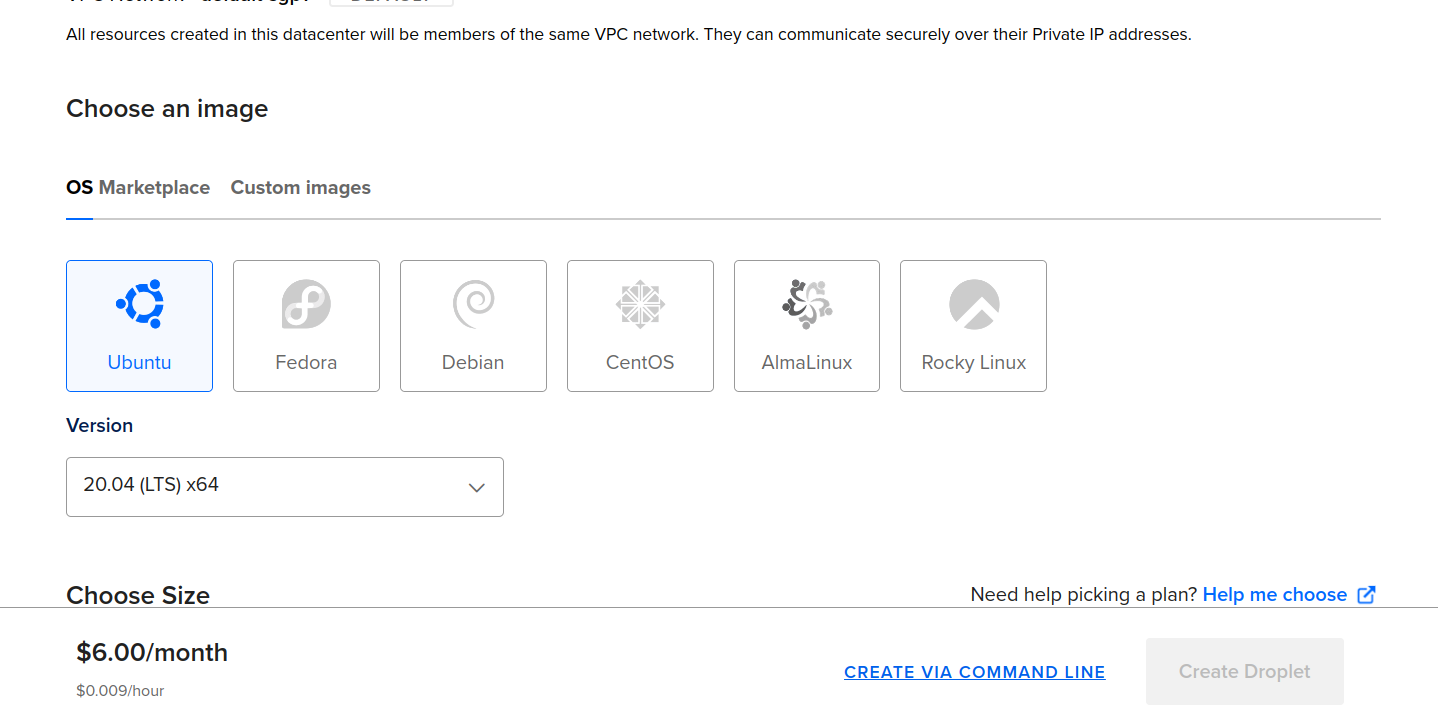 All resources created in this datacenter will be members of the same VPC network. They can communicate securely over their Private IP addresses.
Choose an image
OS Marketplace Custom images
Ubuntu Fedora Debian CentOS AlmaLinux Rocky Linux
Version
20.04 (LTS) x64
Choose Size
Need help picking a plan? Help me choose
$6.00/month
$0.009/hour
CREATE VIA COMMAND LINE
Create Droplet